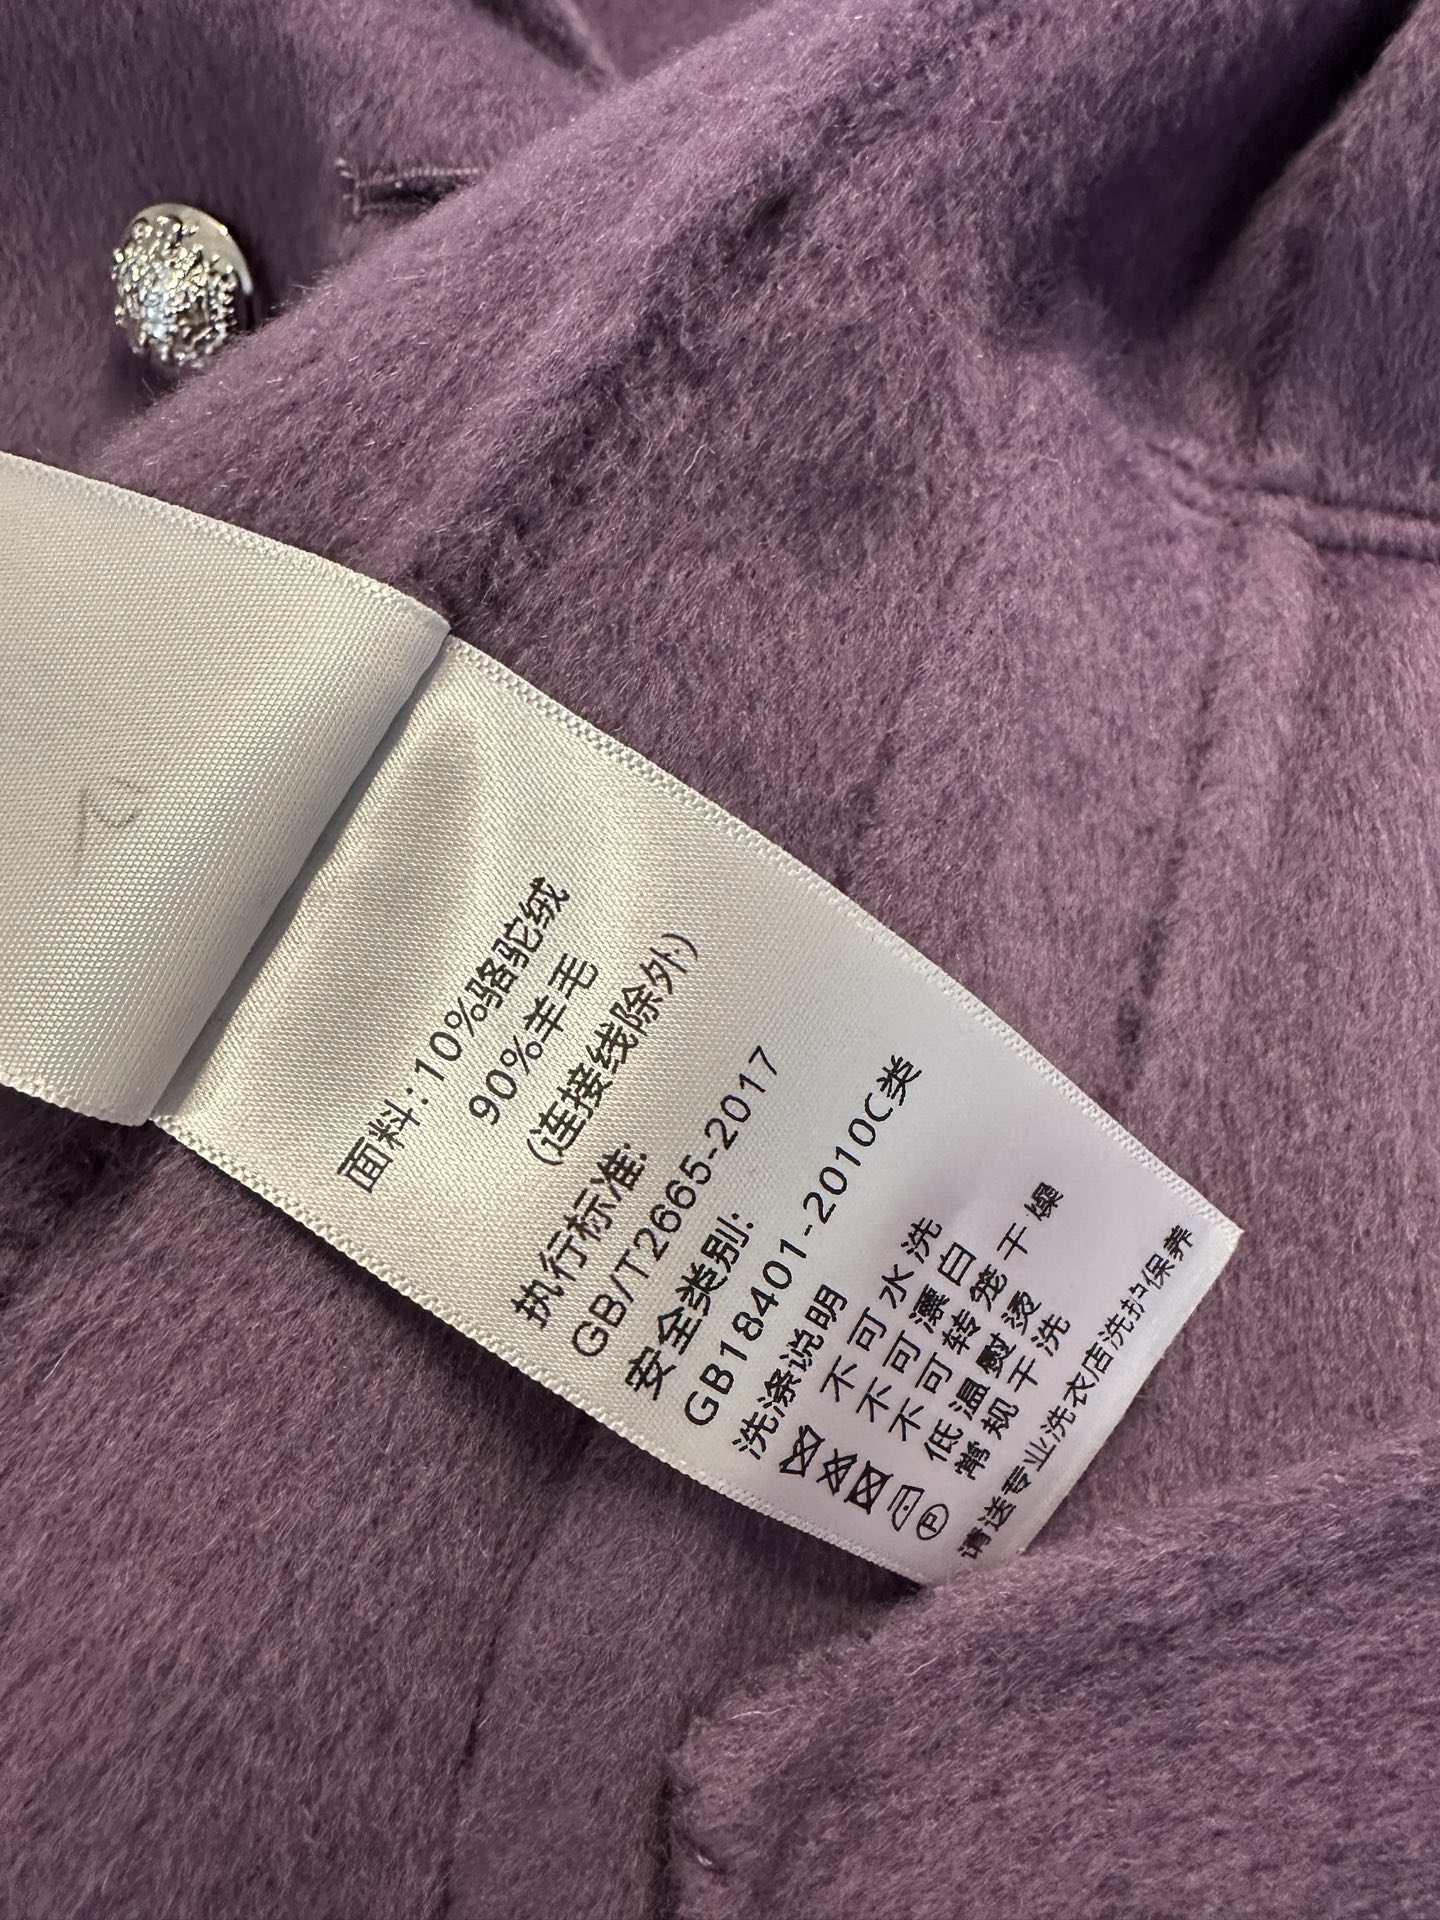 面料:10%骆驼绒
90%羊毛
(连接线除外)
执行标准:
GB/T2665-2017
安全类别:
GB18401-2010C类
洗涤说明
不可水洗
不可漂白
不可转笼干燥
低温熨烫
P 常规干洗
请送专业洗衣店洗护保养